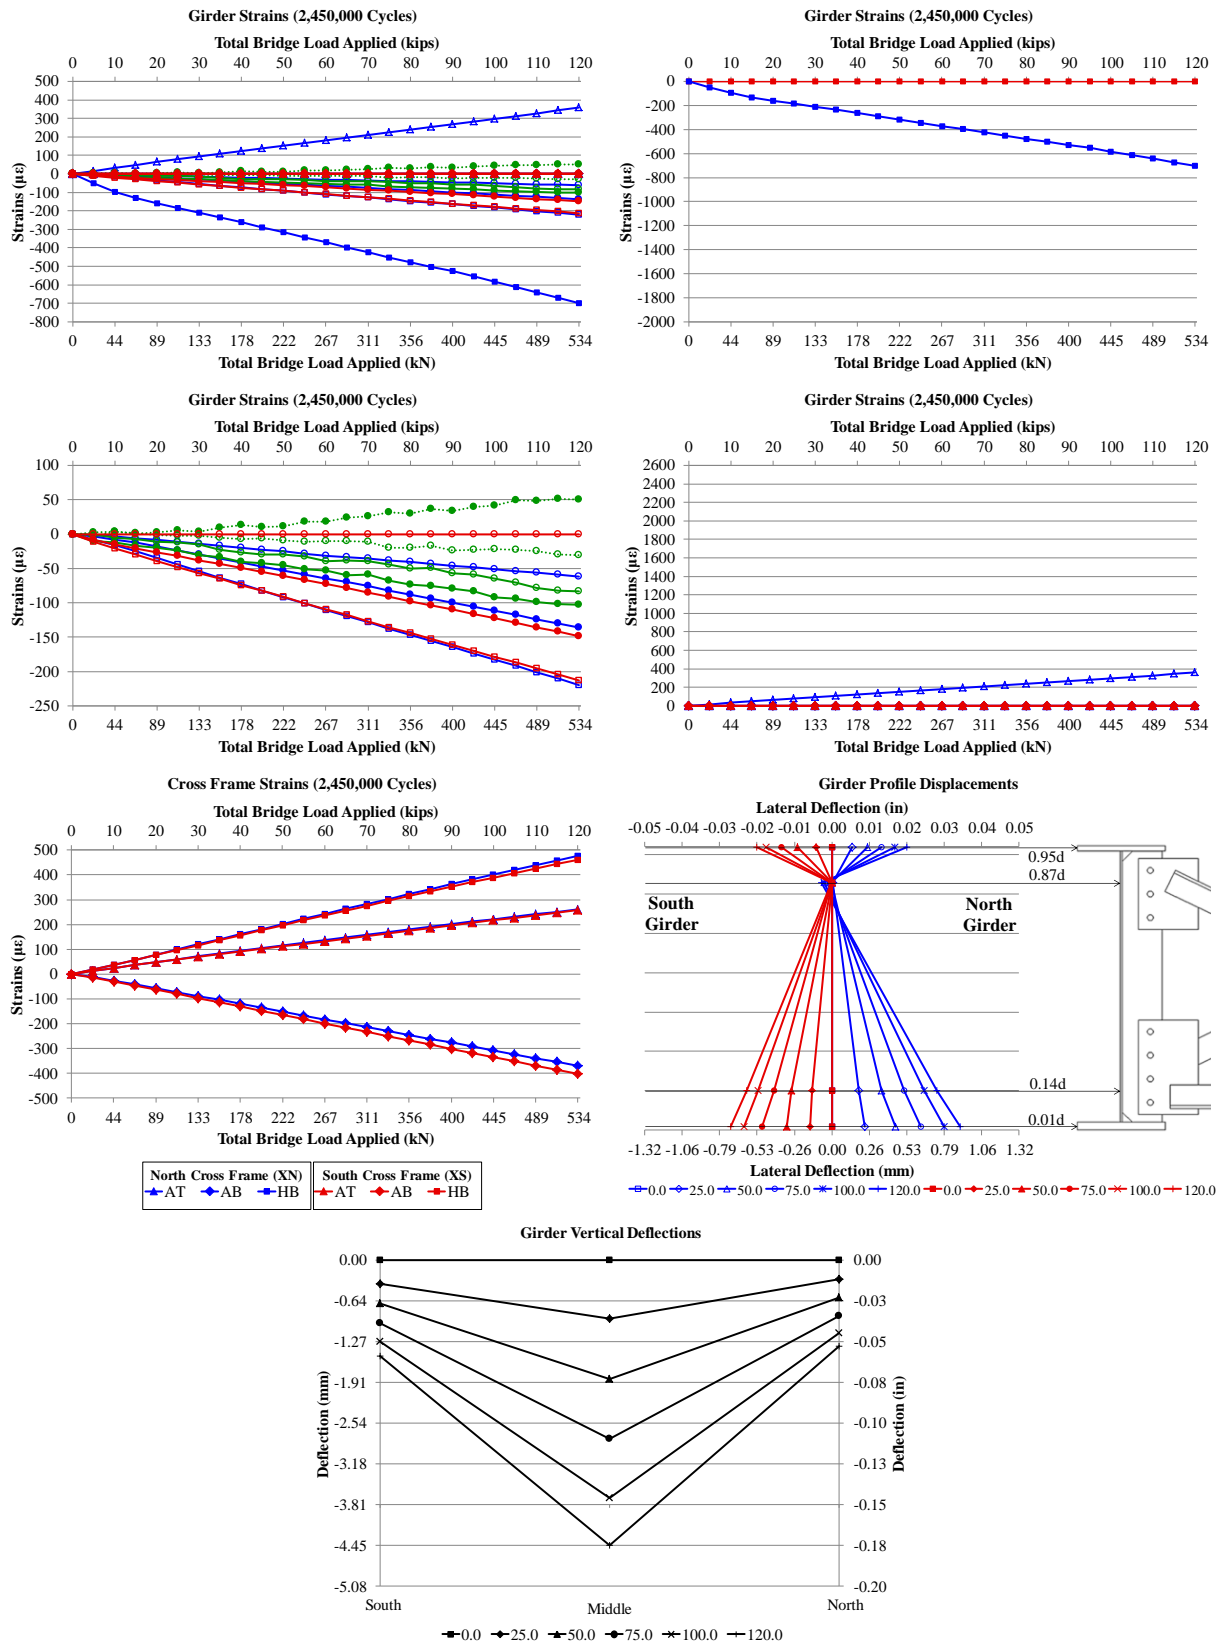 Girder Strains (2,450,000 Cycles)
Total Bridge Load Applied (kips)
0 10 20 30 40 50 60 70 80 90 100 110 120
500
400
300
200
100
0
-100
-200
-300
-400
-500
-600
-700
-800
Strains (µε)
0 44 89 133 178 222 267 311 356 400 445 489 534
Total Bridge Load Applied (kN)
Girder Strains (2,450,000 Cycles)
Total Bridge Load Applied (kips)
0 10 20 30 40 50 60 70 80 90 100 110 120
0
-200
-400
-600
-800
-1000
-1200
-1400
-1600
-1800
-2000
Strains (µε)
0 44 89 133 178 222 267 311 356 400 445 489 534
Total Bridge Load Applied (kN)
Girder Strains (2,450,000 Cycles)
Total Bridge Load Applied (kips)
0 10 20 30 40 50 60 70 80 90 100 110 120
100
50
0
-50
-100
-150
-200
-250
Strains (µε)
0 44 89 133 178 222 267 311 356 400 445 489 534
Total Bridge Load Applied (kN)
Girder Strains (2,450,000 Cycles)
Total Bridge Load Applied (kips)
0 10 20 30 40 50 60 70 80 90 100 110 120
2600
2400
2200
2000
1800
1600
1400
1200
1000
800
600
400
200
0
Strains (µε)
0 44 89 133 178 222 267 311 356 400 445 489 534
Total Bridge Load Applied (kN)
Cross Frame Strains (2,450,000 Cycles)
Total Bridge Load Applied (kips)
0 10 20 30 40 50 60 70 80 90 100 110 120
500
400
300
200
100
0
-100
-200
-300
-400
-500
Strains (µε)
0 44 89 133 178 222 267 311 356 400 445 489 534
Total Bridge Load Applied (kN)
North Cross Frame (XN)
AT AB HB
South Cross Frame (XS)
AT AB HB
Girder Profile Displacements
Lateral Deflection (in)
-0.05 -0.04 -0.03 -0.02 -0.01 0.00 0.01 0.02 0.03 0.04 0.05
0.95d
0.87d
South Girder
North Girder
0.14d
0.01d
-1.32 -1.06 -0.79 -0.53 -0.26 0.00 0.26 0.53 0.79 1.06 1.32
Lateral Deflection (mm)
0.0 25.0 50.0 75.0 100.0 120.0 0.0 25.0 50.0 75.0 100.0 120.0
Girder Vertical Deflections
0.00
-0.64
-1.27
-1.91
-2.54
-3.18
-3.81
-4.45
-5.08
Deflection (mm)
0.00
-0.03
-0.05
-0.08
-0.10
-0.13
-0.15
-0.18
-0.20
Deflection (in)
South Middle North
0.0 25.0 50.0 75.0 100.0 120.0